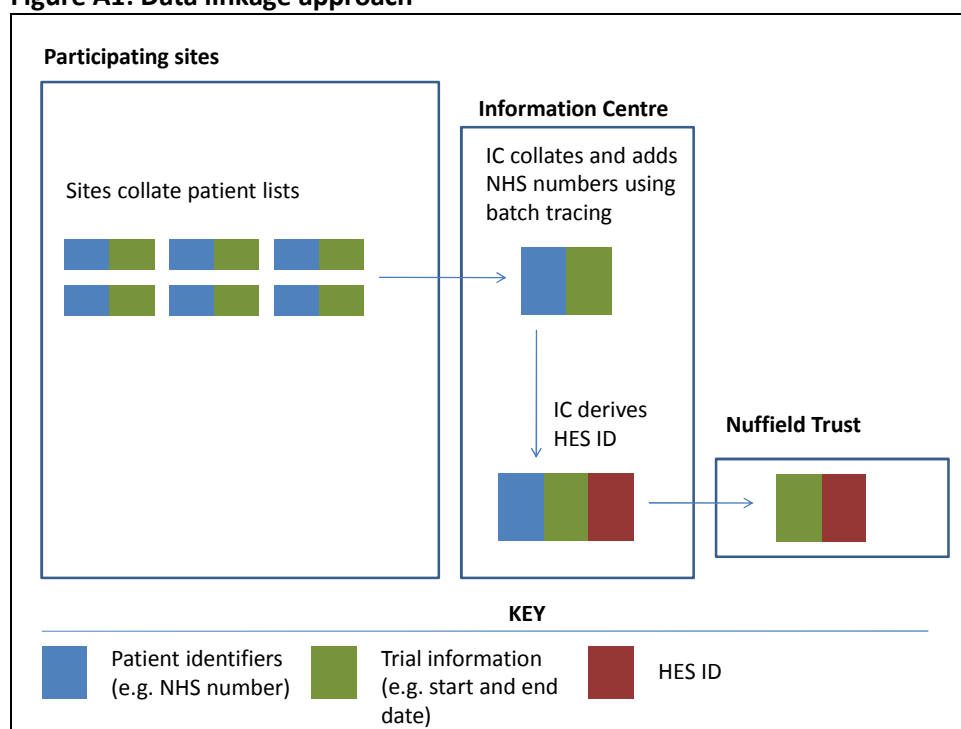 Figure A1: Data linkage approach
Participating sites
Information Centre
IC collates and adds
NHS numbers using
batch tracing
Sites collate patient lists
IC derives
HES ID
Nuffield Trust
KEY
Patient identifiers
(e.g. NHS number)
Trial information
(e.g. start and end
date)
HES ID